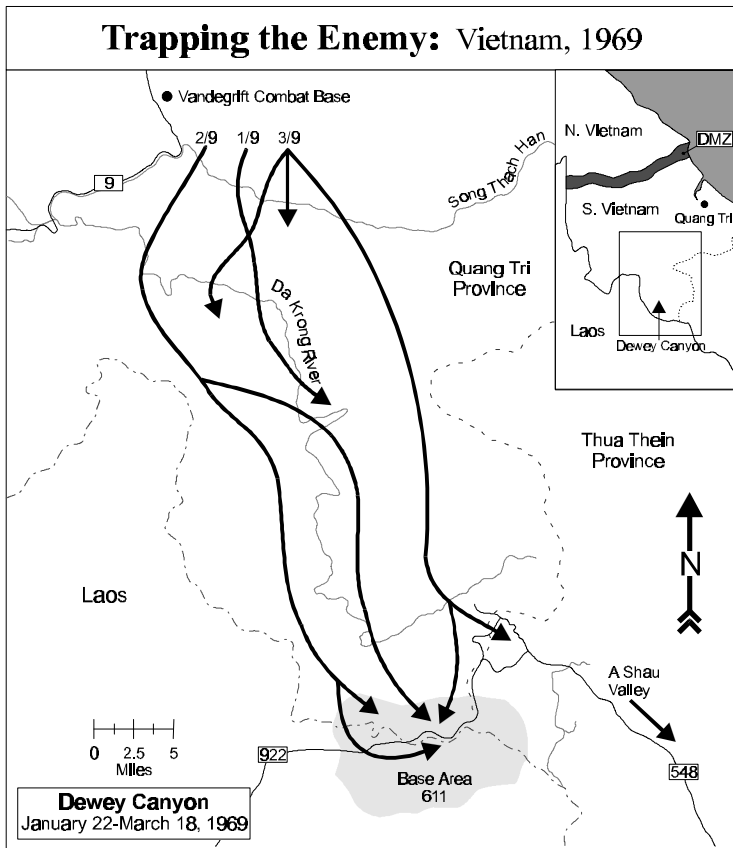 Trapping the Enemy: Vietnam, 1969
Vandegrift Combat Base
2/9 1/9 3/9
9
Song Thach Han
Quang Tri
Province
Da Krong River
Thua Thein
Province
N
Laos
A Shau
Valley
0 2.5 5
Miles
922
548
Base Area
611
Dewey Canyon
January 22-March 18, 1969
N. Vietnam
DMZ
S. Vietnam
Quang Tri
Laos
Dewey Canyon